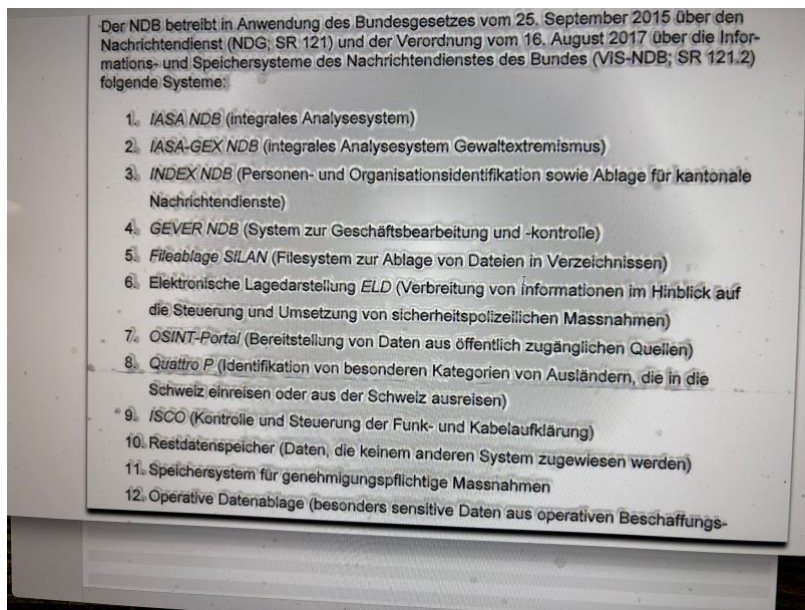 Der NDB betreibt in Anwendung des Bundesgesetzes vom 25. September 2015 über den
Nachrichtendienst (NDG; SR 121) und der Verordnung vom 16. August 2017 über die Infor-
mations- und Speichersysteme des Nachrichtendienstes des Bundes (VIS-NDB; SR 121.2)
folgende Systeme:
1. IASA NDB (integrales Analysesystem)
2. IASA-GEX NDB (integrales Analysesystem Gewaltextremismus)
3. INDEX NDB (Personen- und Organisationsidentifikation sowie Ablage für kantonale
Nachrichtendienste)
4. GEVER NDB (System zur Geschäftsbearbeitung und -kontrolle)
5. Fileablage SiLAN (Filesystem zur Ablage von Dateien in Verzeichnissen)
6. Elektronische Lagedarstellung ELD (Verbreitung von Informationen im Hinblick auf
die Steuerung und Umsetzung von sicherheitspolizeilichen Massnahmen)
7. OSINT-Portal (Bereitstellung von Daten aus öffentlich zugänglichen Quellen)
8. Quattro P (Identifikation von besonderen Kategorien von Ausländern, die in die
Schweiz einreisen oder aus der Schweiz ausreisen)
9. ISCO (Kontrolle und Steuerung der Funk- und Kabelaufklärung)
10. Restdatenspeicher (Daten, die keinem anderen System zugewiesen werden)
11. Speichersystem für genehmigungspflichtige Massnahmen
12. Operative Datenablage (besonders sensitive Daten aus operativen Beschaffungs-